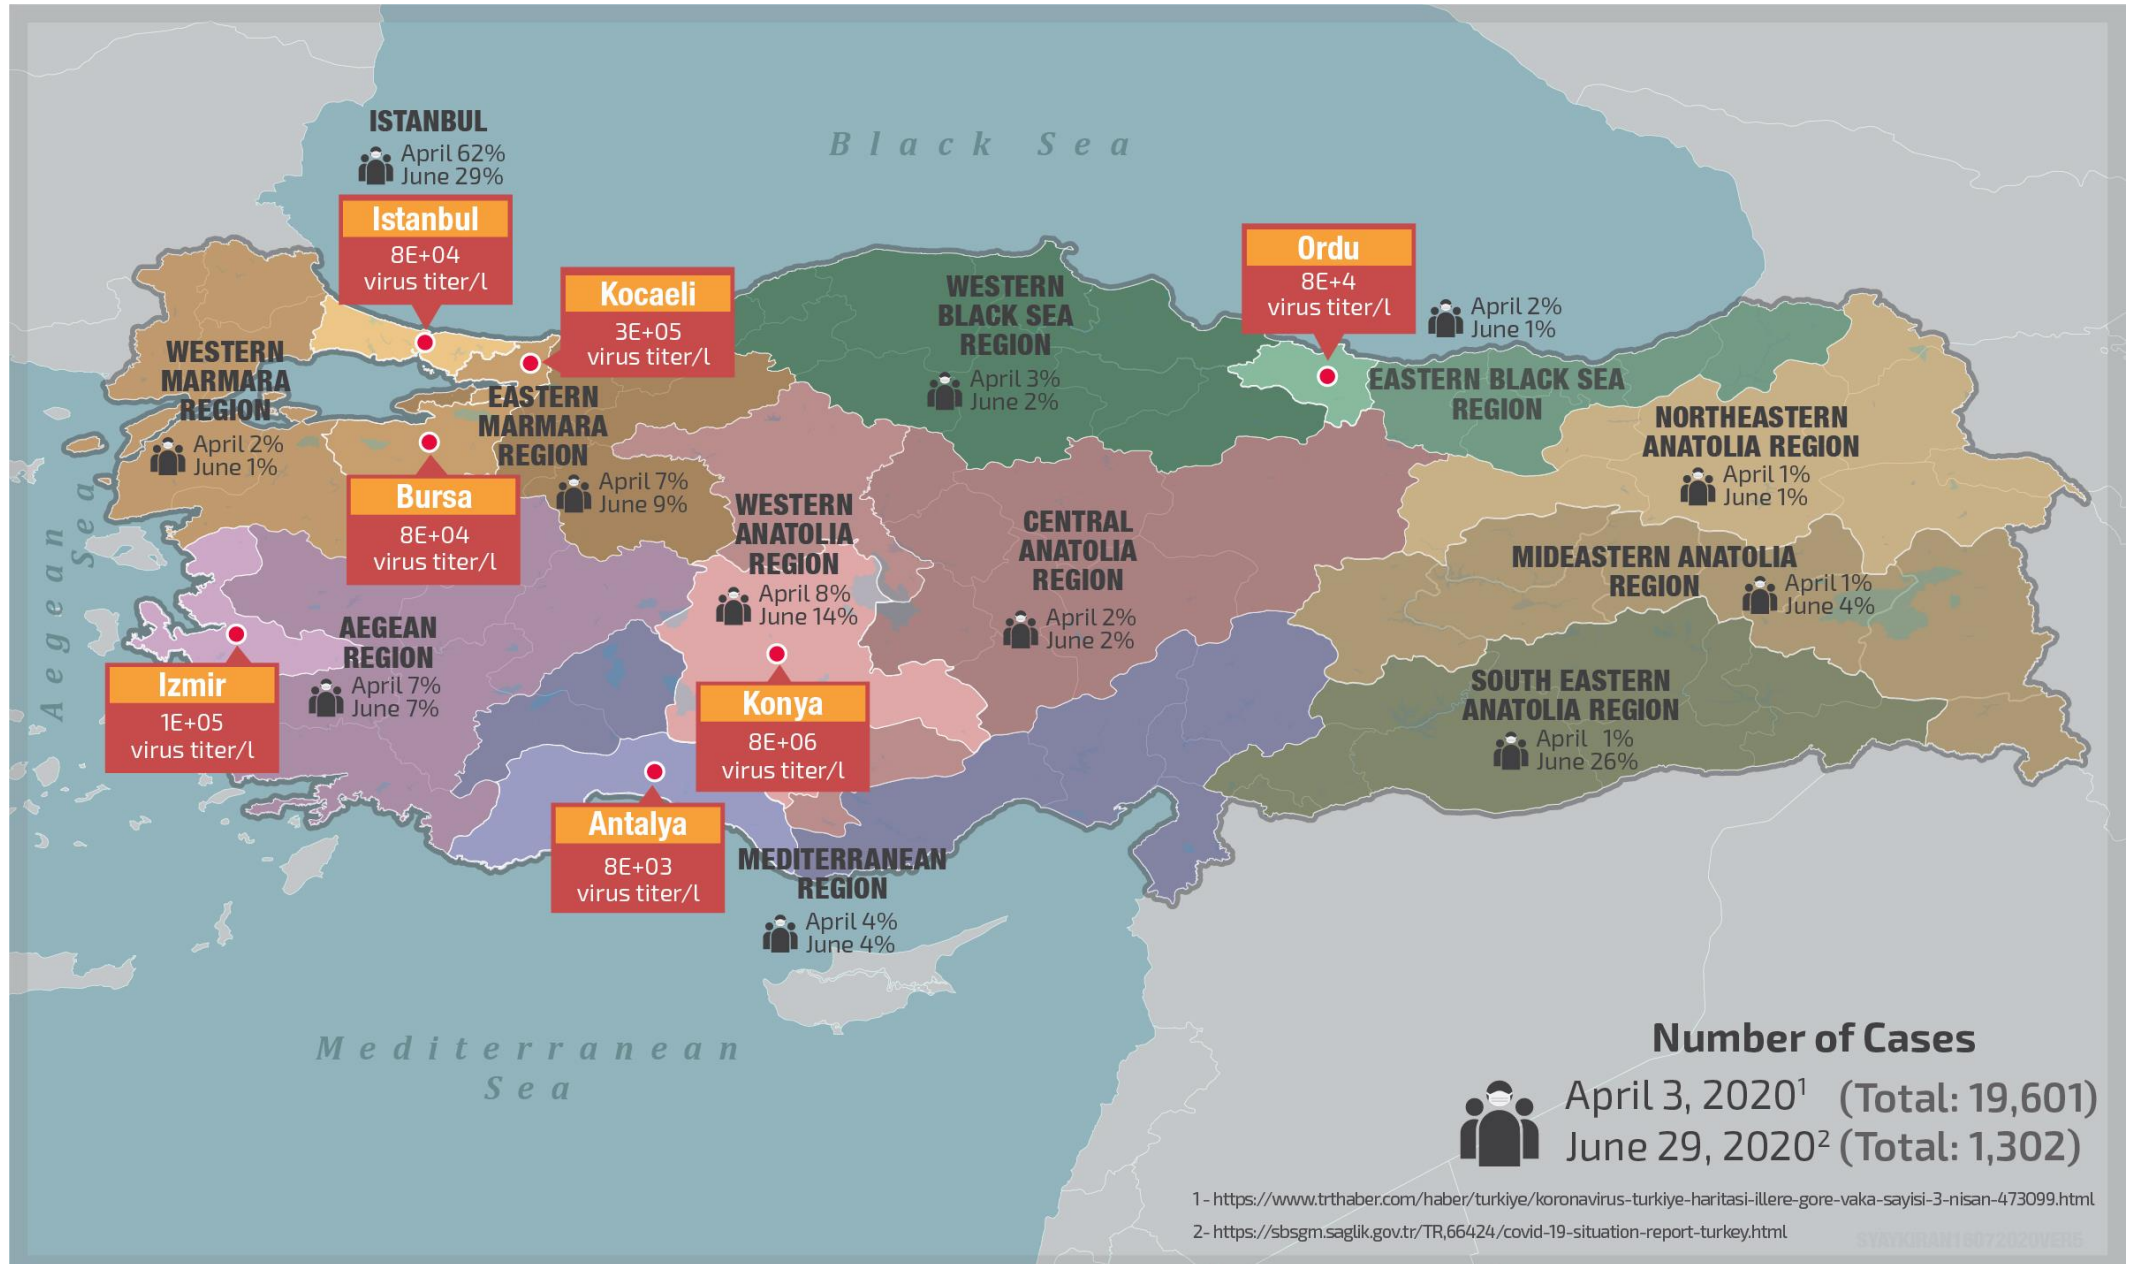 ISTANBUL
April 62%
June 29%
Istanbul
8E+04
virus titer/l
Kocaeli
3E+05
virus titer/l
Black Sea
Ordu
8E+4
virus titer/l
April 2%
June 1%
EASTERN BLACK SEA
REGION
WESTERN
BLACK SEA
REGION
April 3%
June 2%
WESTERN
MARMARA
REGION
April 2%
June 1%
EASTERN
MARMARA
REGION
April 7%
June 9%
Bursa
8E+04
virus titer/l
NORTHEASTERN
ANATOLIA REGION
April 1%
June 1%
WESTERN
ANATOLIA
REGION
April 8%
June 14%
CENTRAL
ANATOLIA
REGION
April 2%
June 2%
MIDEASTERN ANATOLIA
REGION
April 1%
June 4%
Aegean
Sea
AEGEAN
REGION
April 7%
June 7%
Izmir
1E+05
virus titer/l
Konya
8E+06
virus titer/l
SOUTH EASTERN
ANATOLIA REGION
April 1%
June 26%
Antalya
8E+03
virus titer/l
MEDITERRANEAN
REGION
April 4%
June 4%
Mediterranean
Sea
Number of Cases
April 3, 2020¹ (Total: 19,601)
June 29, 2020² (Total: 1,302)
1- https://www.trthaber.com/haber/turkiye/koronavirus-turkiye-haritasi-illere-gore-vaka-sayisi-3-nisan-473099.html
2- https://sbsgm.saglik.gov.tr/TR,66424/covid-19-situation-report-turkey.html